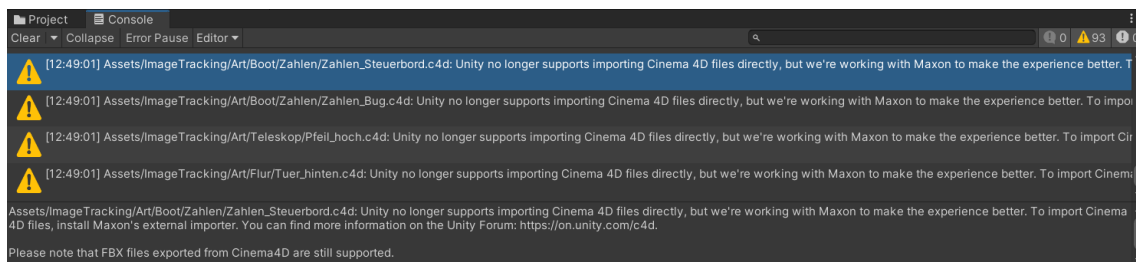 Project Console
Clear Collapse Error Pause Editor 0 93 0
[12:49:01] Assets/ImageTracking/Art/Boot/Zahlen/Zahlen_Steuerbord.c4d: Unity no longer supports importing Cinema 4D files directly, but we're working with Maxon to make the experience better. T
[12:49:01] Assets/ImageTracking/Art/Boot/Zahlen/Zahlen_Bug.c4d: Unity no longer supports importing Cinema 4D files directly, but we're working with Maxon to make the experience better. To impo
[12:49:01] Assets/ImageTracking/Art/Teleskop/Pfeil_hoch.c4d: Unity no longer supports importing Cinema 4D files directly, but we're working with Maxon to make the experience better. To import Ci
[12:49:01] Assets/ImageTracking/Art/Flur/Tuer_hinten.c4d: Unity no longer supports importing Cinema 4D files directly, but we're working with Maxon to make the experience better. To import Cinem
Assets/ImageTracking/Art/Boot/Zahlen/Zahlen_Steuerbord.c4d: Unity no longer supports importing Cinema 4D files directly, but we're working with Maxon to make the experience better. To import Cinema
4D files, install Maxon's external importer. You can find more information on the Unity Forum: https://on.unity.com/c4d.
Please note that FBX files exported from Cinema4D are still supported.